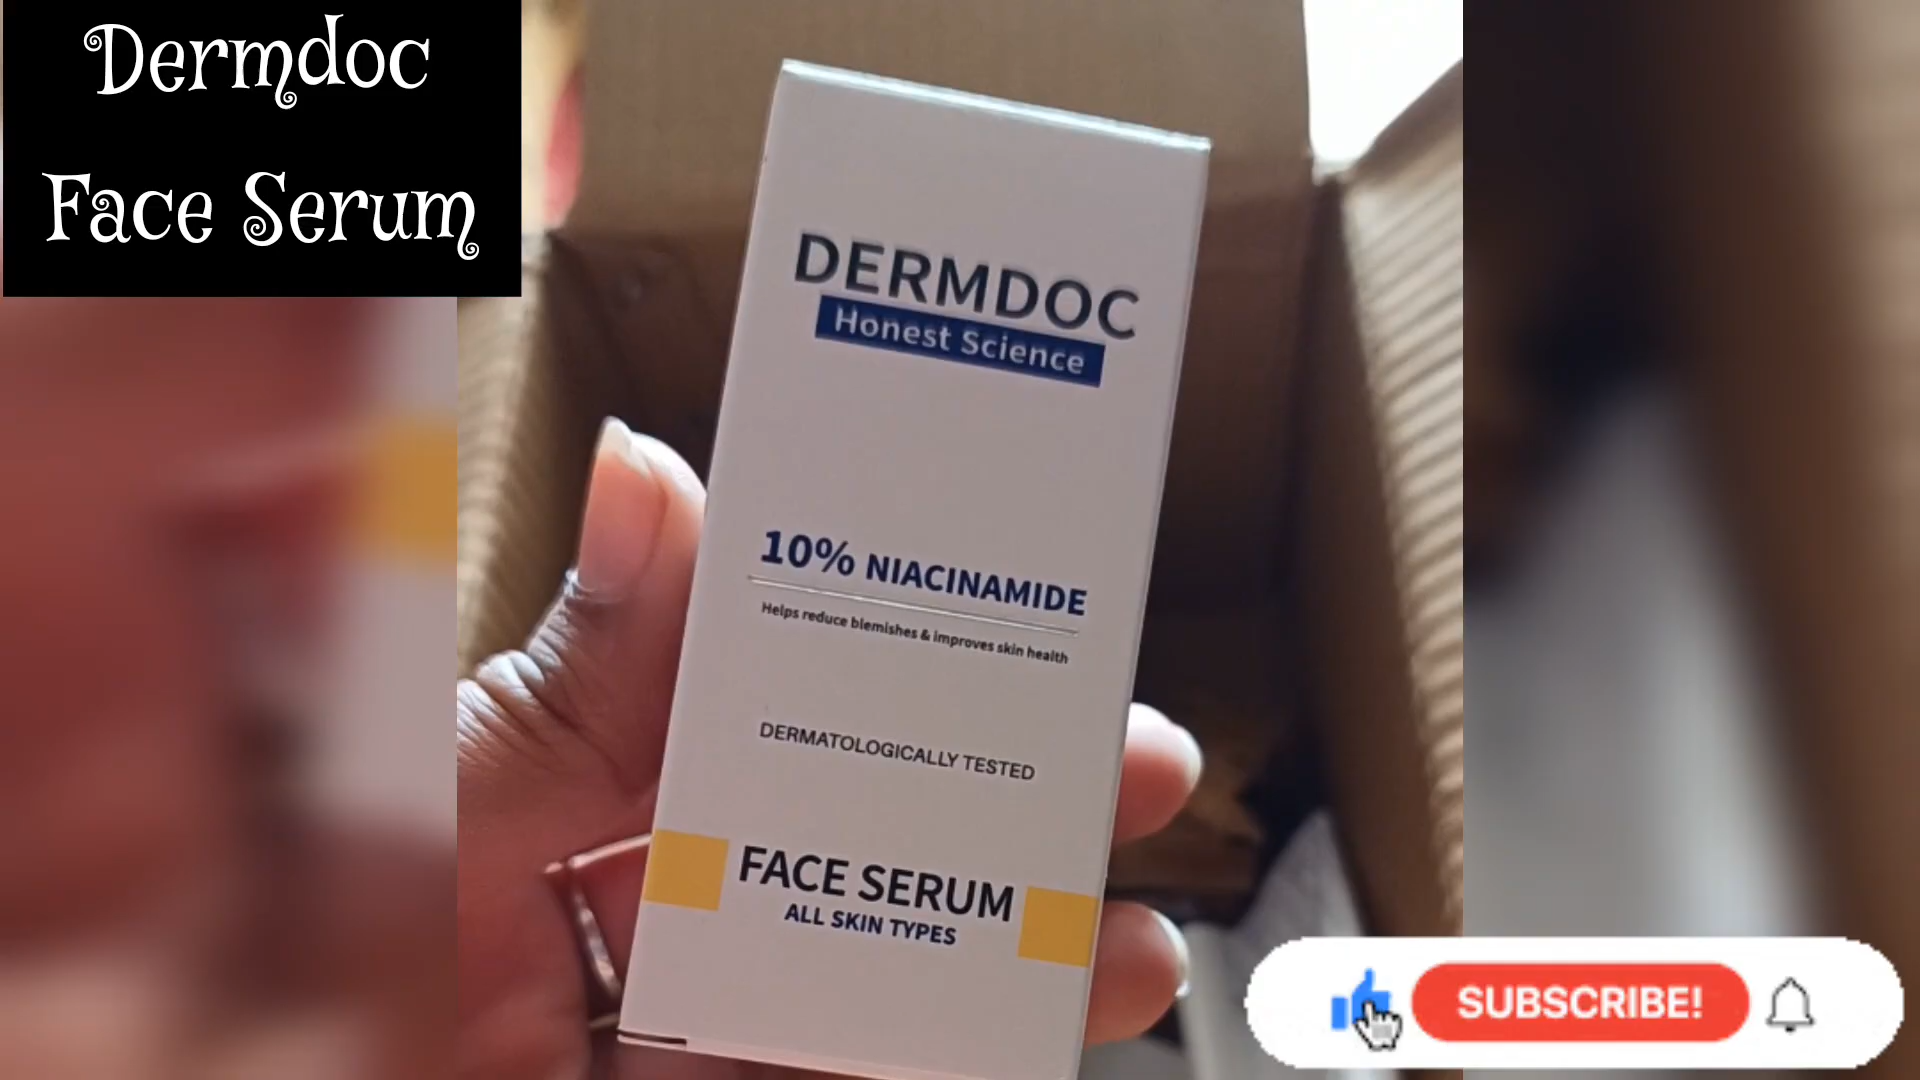 Dermdoc
Face Serum
DERMDOC
Honest Science
10% NIACINAMIDE
Helps reduce blemishes & improves skin health
DERMATOLOGICALLY TESTED
FACE SERUM
ALL SKIN TYPES
SUBSCRIBE!